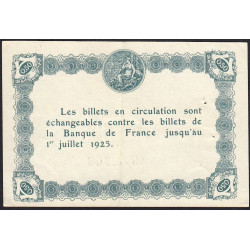 Les billets en circulation sont
échangeables contre les billets de
la Banque de France jusqu'au
1er juillet 1925.